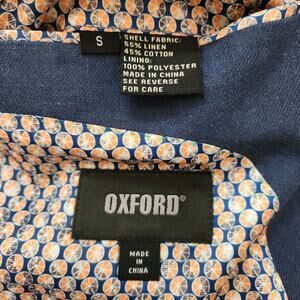 S
SHELL FABRIC:
55% LINEN
45% COTTON
LINING:
100% POLYESTER
MADE IN CHINA
SEE REVERSE
FOR CARE
OXFORD®
MADE
IN
CHINA